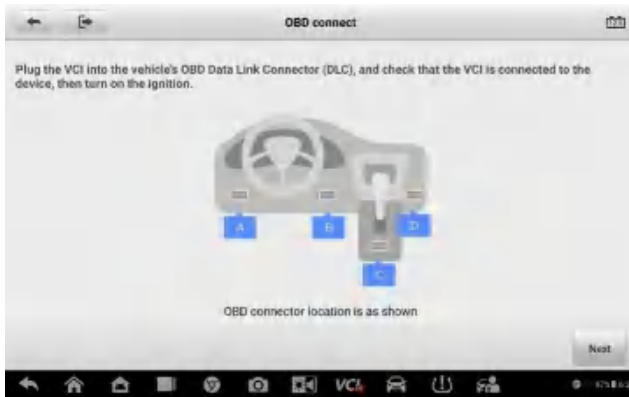 OBD connect
Plug the VCI into the vehicle's OBD Data Link Connector (DLC), and check that the VCI is connected to the
device, then turn on the ignition.
A
B
D
C
OBD connector location is as shown
Next
VCI